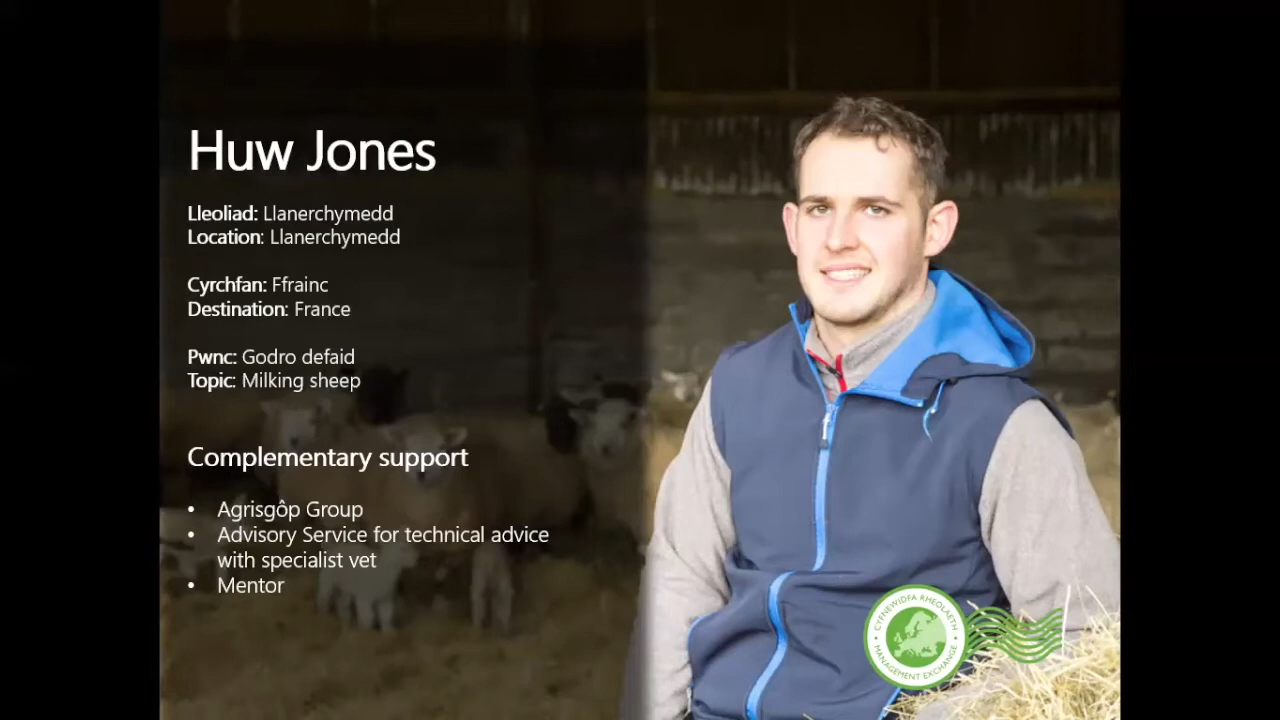 Huw Jones
Lleoliad: Llanerchymedd
Location: Llanerchymedd
Cyrchfan: Ffrainc
Destination: France
Pwnc: Godro defaid
Topic: Milking sheep
Complementary support
• Agrisgôp Group
• Advisory Service for technical advice
with specialist vet
• Mentor
CYFNEWIDFA RHEOLAETH
MANAGEMENT EXCHANGE